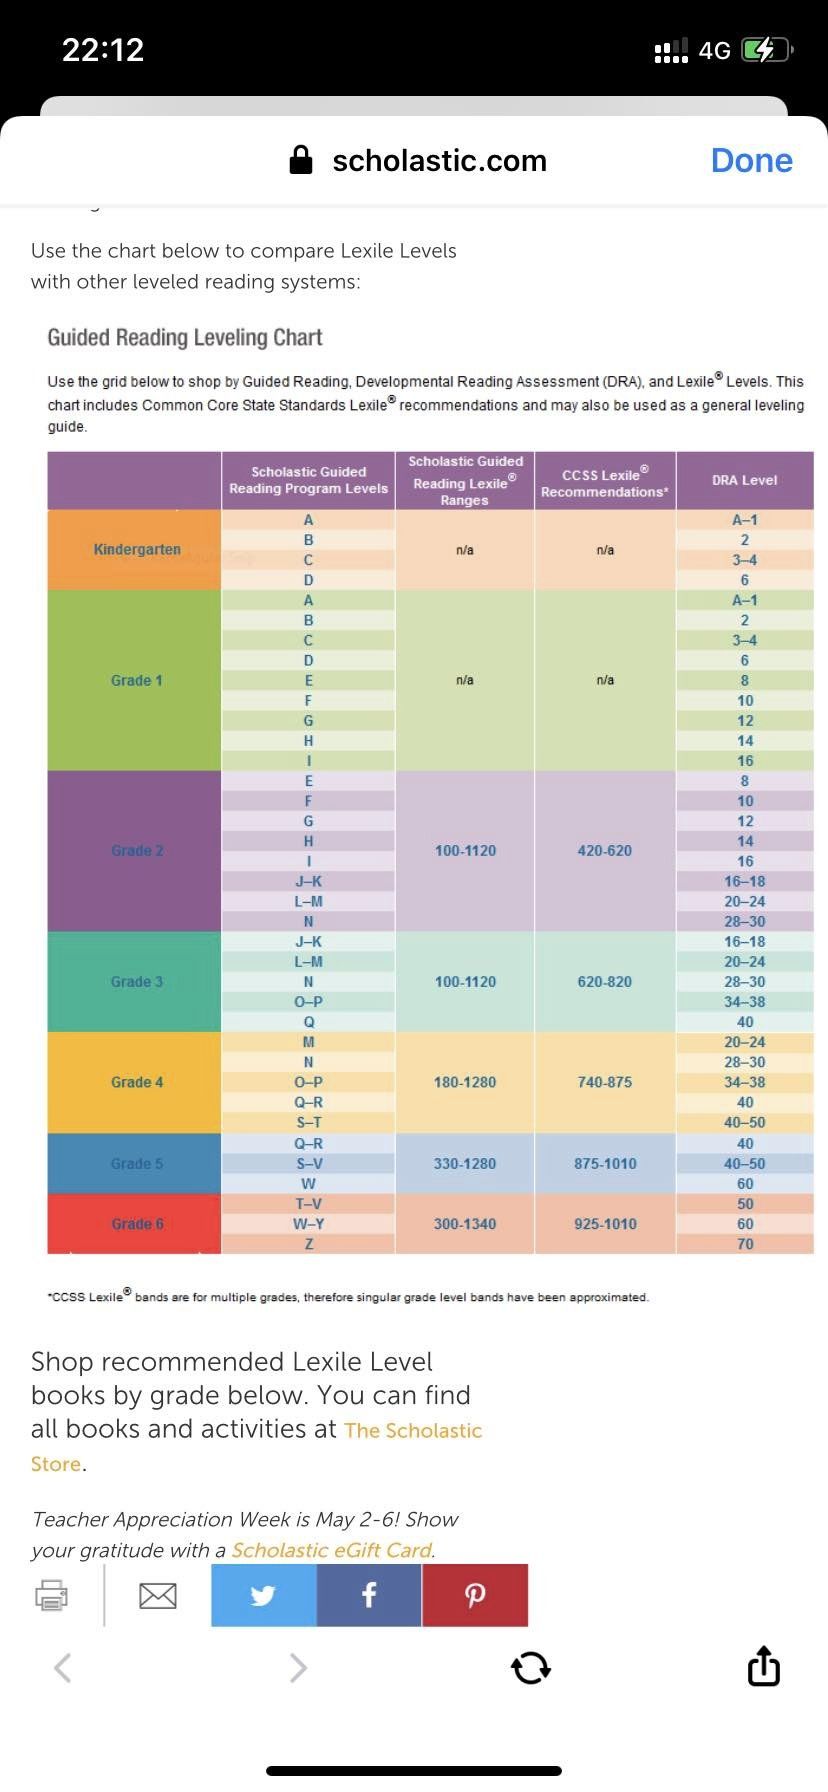 22:12
4G
scholastic.com
Done
Use the chart below to compare Lexile Levels
with other leveled reading systems:
Guided Reading Leveling Chart
Use the grid below to shop by Guided Reading, Developmental Reading Assessment (DRA), and Lexile® Levels. This
chart includes Common Core State Standards Lexile® recommendations and may also be used as a general leveling
guide.
Scholastic Guided
Reading Program Levels
Scholastic Guided
Reading Lexile®
Ranges
CCSS Lexile®
Recommendations*
DRA Level
Kindergarten
n/a
n/a
A A–1
B 2
C 3–4
D 6
Grade 1
n/a
n/a
A A–1
B 2
C 3–4
D 6
E 8
F 10
G 12
H 14
I 16
Grade 2
100-1120
420-620
E 8
F 10
G 12
H 14
I 16
J–K 16–18
L–M 20–24
N 28–30
Grade 3
100-1120
620-820
J–K 16–18
L–M 20–24
N 28–30
O–P 34–38
Q 40
Grade 4
180-1280
740-875
M 20–24
N 28–30
O–P 34–38
Q–R 40
S–T 40–50
Grade 5
330-1280
875-1010
Q–R 40
S–V 40–50
W 60
Grade 6
300-1340
925-1010
T–V 50
W–Y 60
Z 70
*CCSS Lexile® bands are for multiple grades, therefore singular grade level bands have been approximated.
Shop recommended Lexile Level
books by grade below. You can find
all books and activities at The Scholastic
Store.
Teacher Appreciation Week is May 2-6! Show
your gratitude with a Scholastic eGift Card.